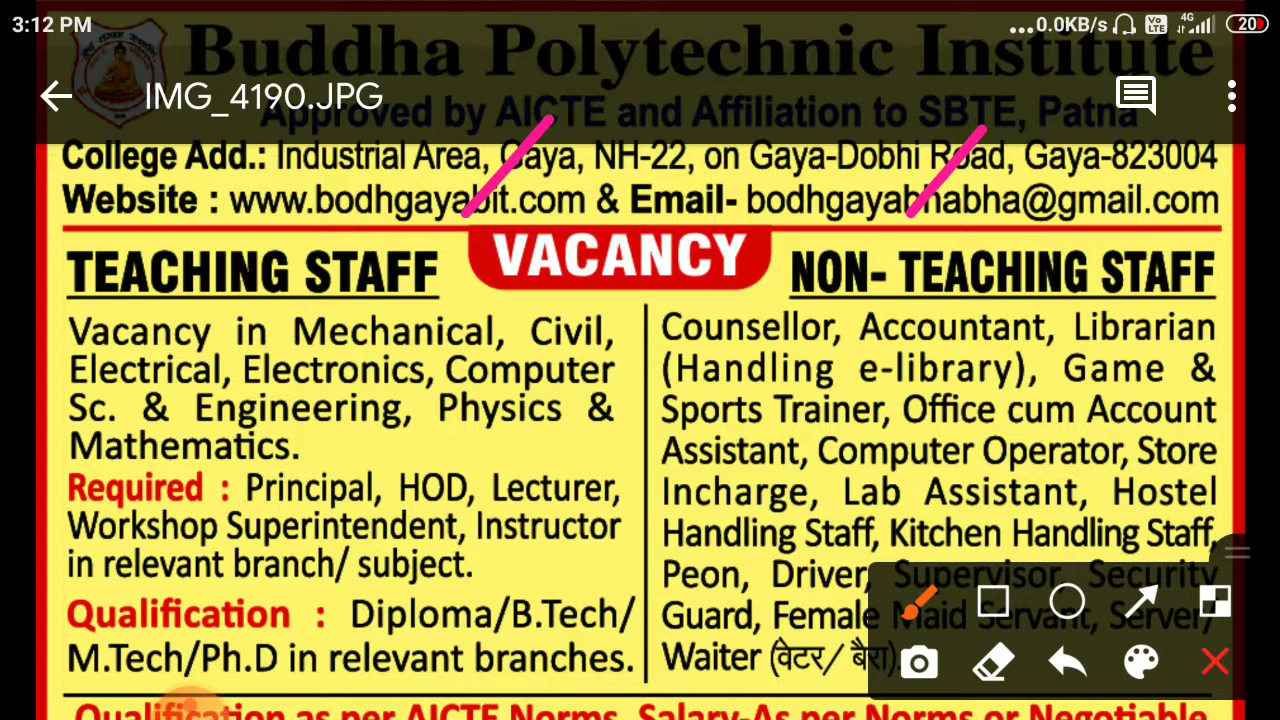 3:12 PM
...0.0KB/s Vo LTE 4G 20
Buddha Polytechnic Institute
IMG_4190.JPG
Approved by AICTE and Affiliation to SBTE, Patna
College Add.: Industrial Area, Gaya, NH-22, on Gaya-Dobhi Road, Gaya-823004
Website : www.bodhgayabit.com & Email- bodhgayabhabha@gmail.com
VACANCY
TEACHING STAFF
Vacancy in Mechanical, Civil,
Electrical, Electronics, Computer
Sc. & Engineering, Physics &
Mathematics.
Required : Principal, HOD, Lecturer,
Workshop Superintendent, Instructor
in relevant branch/ subject.
Qualification : Diploma/B.Tech/
M.Tech/Ph.D in relevant branches.
NON- TEACHING STAFF
Counsellor, Accountant, Librarian
(Handling e-library), Game &
Sports Trainer, Office cum Account
Assistant, Computer Operator, Store
Incharge, Lab Assistant, Hostel
Handling Staff, Kitchen Handling Staff,
Peon, Driver, Supervisor, Security
Guard, Female Maid Servant, Server/
Waiter (वेटर/ बैरा).
Qualification as per AICTE Norms, Salary-As per Norms or Negotiable